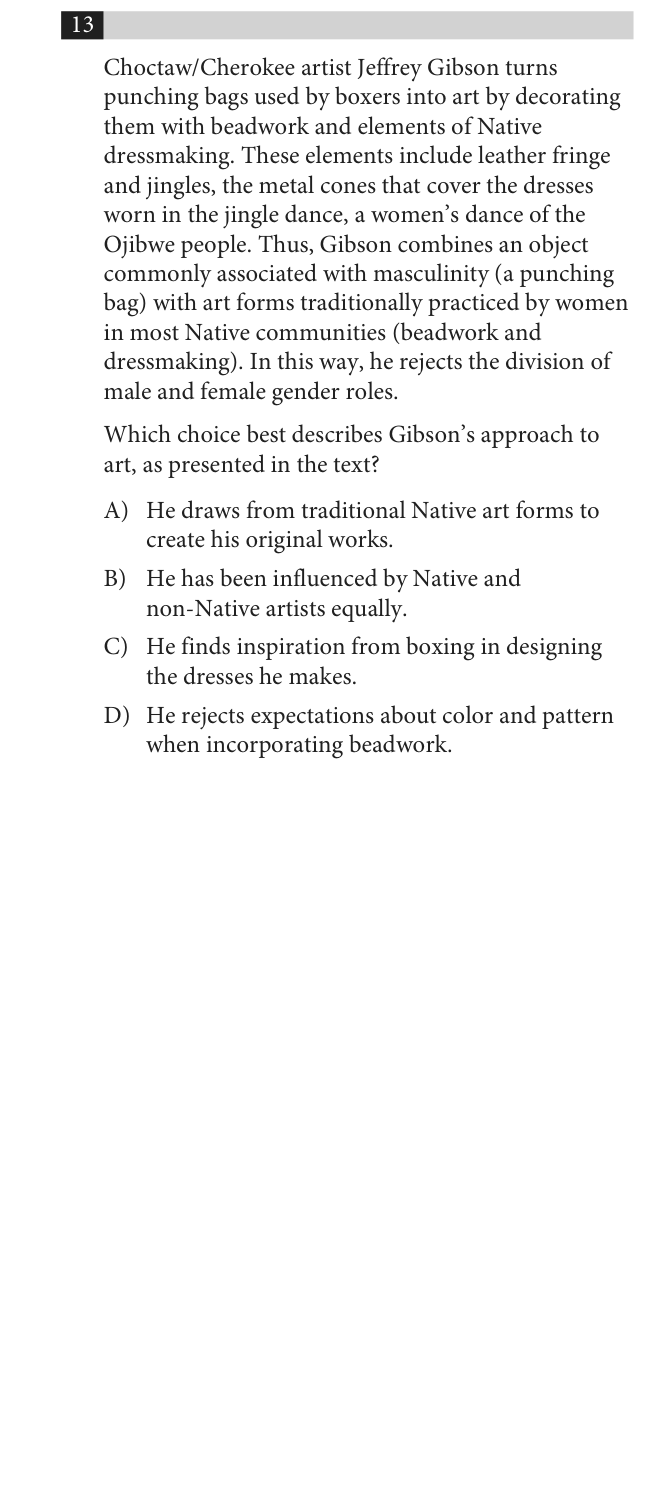 13
Choctaw/Cherokee artist Jeffrey Gibson turns
punching bags used by boxers into art by decorating
them with beadwork and elements of Native
dressmaking. These elements include leather fringe
and jingles, the metal cones that cover the dresses
worn in the jingle dance, a women’s dance of the
Ojibwe people. Thus, Gibson combines an object
commonly associated with masculinity (a punching
bag) with art forms traditionally practiced by women
in most Native communities (beadwork and
dressmaking). In this way, he rejects the division of
male and female gender roles.
Which choice best describes Gibson’s approach to
art, as presented in the text?
A) He draws from traditional Native art forms to
create his original works.
B) He has been influenced by Native and
non-Native artists equally.
C) He finds inspiration from boxing in designing
the dresses he makes.
D) He rejects expectations about color and pattern
when incorporating beadwork.